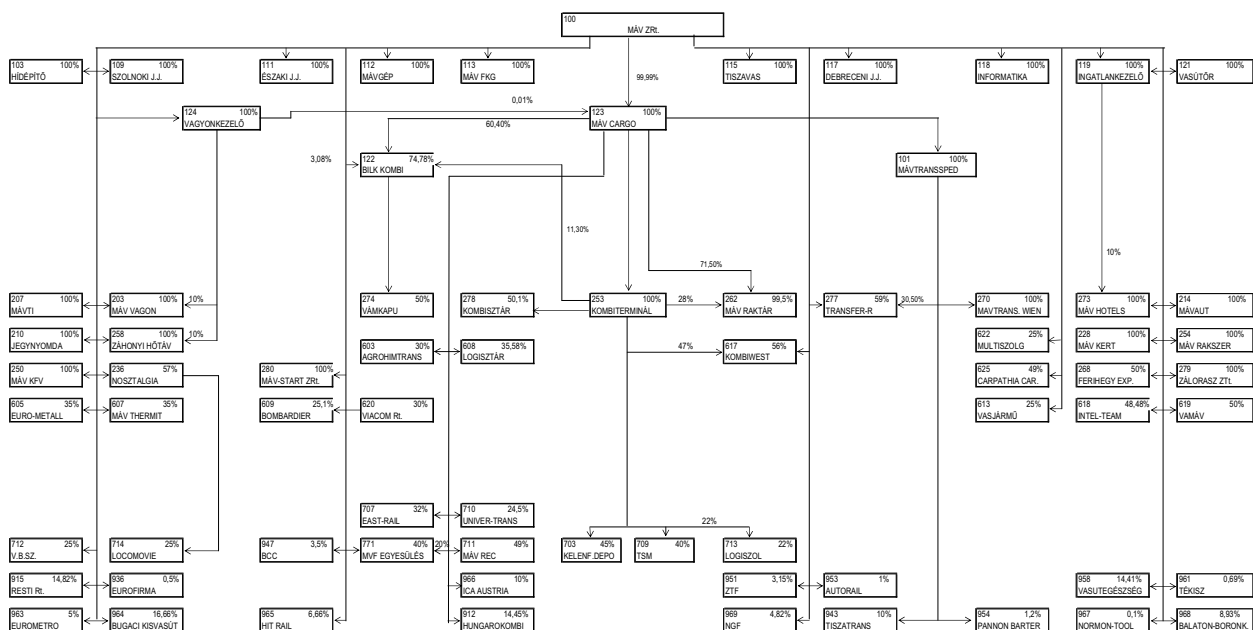 100
MÁV ZRt.
103 100%
HÍDÉPÍTŐ
109 100%
SZOLNOKI J.J.
111 100%
ÉSZAKI J.J.
112 100%
MÁVGÉP
113 100%
MÁV FKG
115 100%
TISZAVAS
117 100%
DEBRECENI J.J.
118 100%
INFORMATIKA
119 100%
INGATLANKEZELŐ
121 100%
VASÚTŐR
99,99%
0,01%
124 100%
VAGYONKEZELŐ
123 100%
MÁV CARGO
60,40%
3,08%
122 74,78%
BILK KOMBI
101 100%
MÁVTRANSSPED
11,30%
71,50%
10%
207 100%
MÁVTI
203 100%
MÁV VAGON
10%
274 50%
VÁMKAPU
278 50,1%
KOMBISZTÁR
253 100%
KOMBITERMINÁL
28%
262 99,5%
MÁV RAKTÁR
277 59%
TRANSFER-R
30,50%
270 100%
MAVTRANS. WIEN
273 100%
MÁV HOTELS
214 100%
MÁVAUT
210 100%
JEGYNYOMDA
258 100%
ZÁHONYI HŐTÁV
10%
603 30%
AGROHIMTRANS
608 35,58%
LOGISZTÁR
47%
617 56%
KOMBIWEST
622 25%
MULTISZOLG
228 100%
MÁV KERT
254 100%
MÁV RAKSZER
250 100%
MÁV KFV
236 57%
NOSZTALGIA
280 100%
MÁV-START ZRt.
625 49%
CARPATHIA CAR.
268 50%
FERIHEGY EXP.
279 100%
ZÁLORASZ ZTt.
605 35%
EURO-METALL
607 35%
MÁV THERMIT
609 25,1%
BOMBARDIER
620 30%
VIACOM Rt.
613 25%
VASJÁRMŰ
618 48,48%
INTEL-TEAM
619 50%
VAMÁV
707 32%
EAST-RAIL
710 24,5%
UNIVER-TRANS
22%
712 25%
V.B.SZ.
714 25%
LOCOMOVIE
947 3,5%
BCC
771 40%
MVF EGYESÜLÉS
20%
711 49%
MÁV REC
703 45%
KELENF.DEPO
709 40%
TSM
713 22%
LOGISZOL
915 14,82%
RESTI Rt.
936 0,5%
EUROFIRMA
966 10%
ICA AUSTRIA
951 3,15%
ZTF
953 1%
AUTORAIL
958 14,41%
VASUTEGÉSZSÉG
961 0,69%
TÉKISZ
963 5%
EUROMETRO
964 16,66%
BUGACI KISVASÚT
965 6,66%
HIT RAIL
912 14,45%
HUNGAROKOMBI
969 4,82%
NGF
943 10%
TISZATRANS
954 1,2%
PANNON BARTER
967 0,1%
NORMON-TOOL
968 8,93%
BALATON-BORONK.